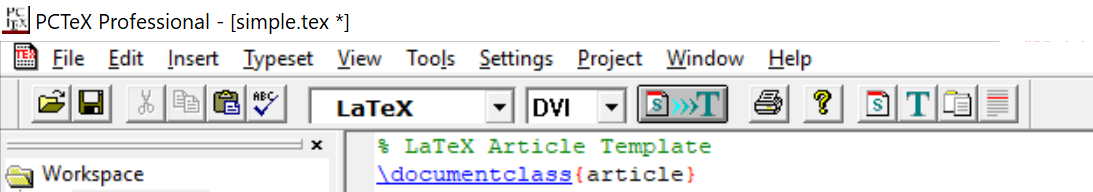 PCTeX Professional - [simple.tex *]
File Edit Insert Typeset View Tools Settings Project Window Help
ABC LaTeX DVI S T ? S T
Workspace
% LaTeX Article Template
\documentclass{article}